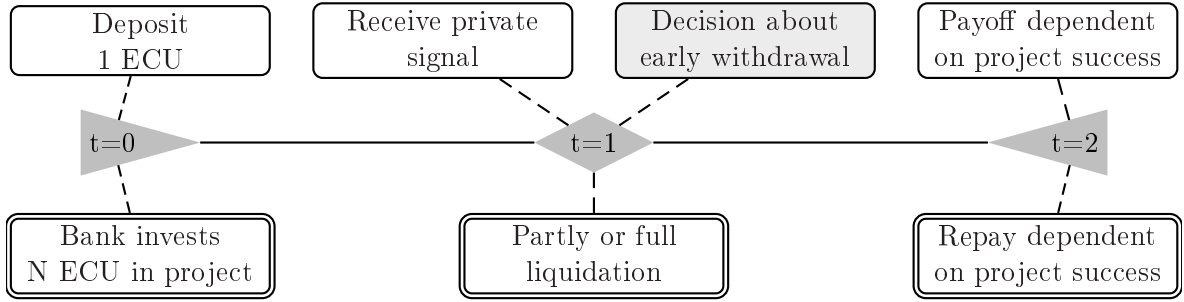 Deposit
1 ECU
Receive private
signal
Decision about
early withdrawal
Payoff dependent
on project success
t=0
t=1
t=2
Bank invests
N ECU in project
Partly or full
liquidation
Repay dependent
on project success